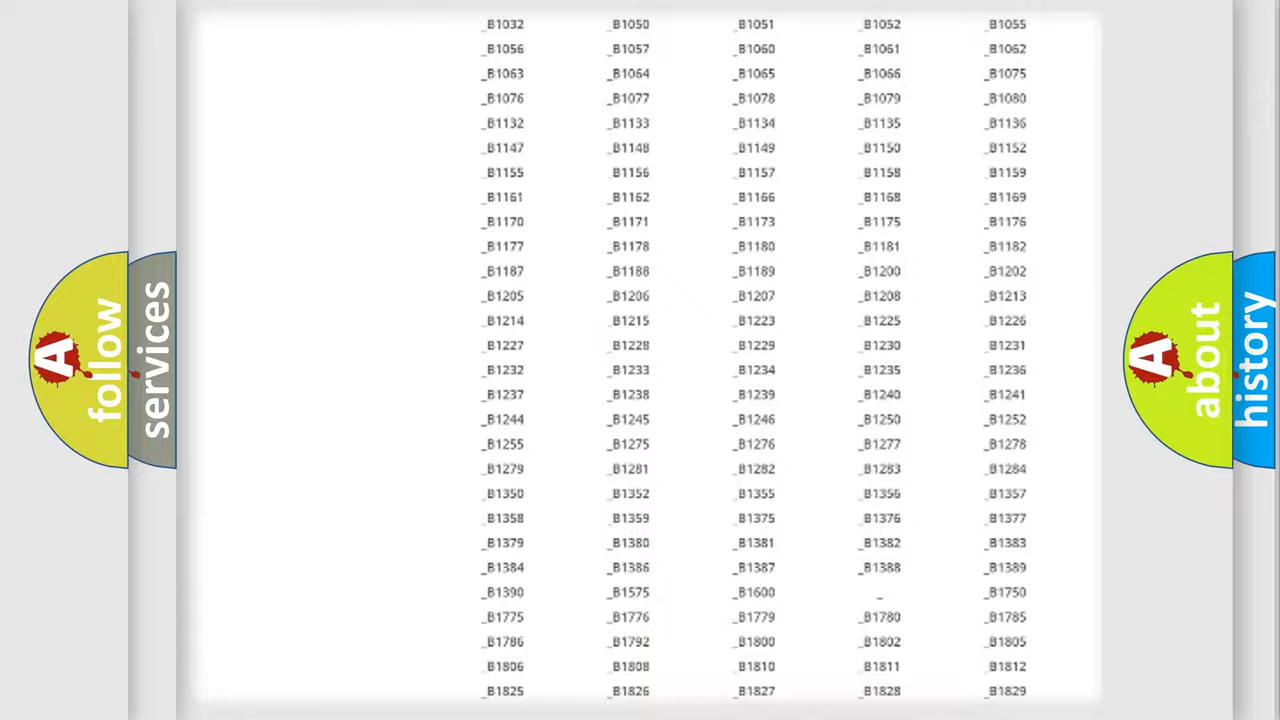 _B1032 _B1050 _B1051 _B1052 _B1055
_B1056 _B1057 _B1060 _B1061 _B1062
_B1063 _B1064 _B1065 _B1066 _B1075
_B1076 _B1077 _B1078 _B1079 _B1080
_B1132 _B1133 _B1134 _B1135 _B1136
_B1147 _B1148 _B1149 _B1150 _B1152
_B1155 _B1156 _B1157 _B1158 _B1159
_B1161 _B1162 _B1166 _B1168 _B1169
_B1170 _B1171 _B1173 _B1175 _B1176
_B1177 _B1178 _B1180 _B1181 _B1182
_B1187 _B1188 _B1189 _B1200 _B1202
_B1205 _B1206 _B1207 _B1208 _B1213
_B1214 _B1215 _B1223 _B1225 _B1226
_B1227 _B1228 _B1229 _B1230 _B1231
_B1232 _B1233 _B1234 _B1235 _B1236
_B1237 _B1238 _B1239 _B1240 _B1241
_B1244 _B1245 _B1246 _B1250 _B1252
_B1255 _B1275 _B1276 _B1277 _B1278
_B1279 _B1281 _B1282 _B1283 _B1284
_B1350 _B1352 _B1355 _B1356 _B1357
_B1358 _B1359 _B1375 _B1376 _B1377
_B1379 _B1380 _B1381 _B1382 _B1383
_B1384 _B1386 _B1387 _B1388 _B1389
_B1390 _B1575 _B1600 _ _B1750
_B1775 _B1776 _B1779 _B1780 _B1785
_B1786 _B1792 _B1800 _B1802 _B1805
_B1806 _B1808 _B1810 _B1811 _B1812
_B1825 _B1826 _B1827 _B1828 _B1829
A
follow
services
A
about
history